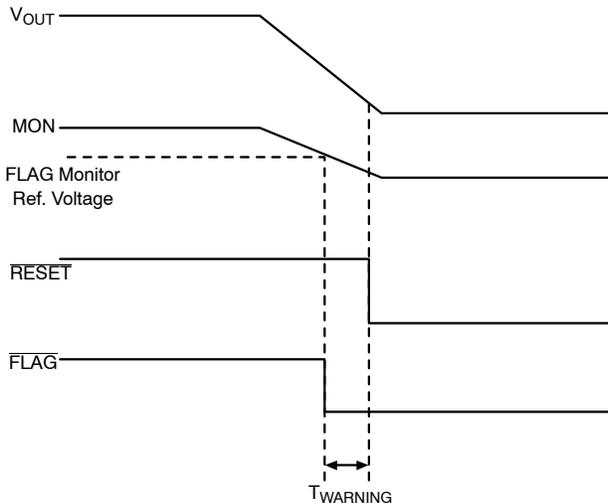 VOUT
MON
FLAG Monitor
Ref. Voltage
RESET
FLAG
TWARNING